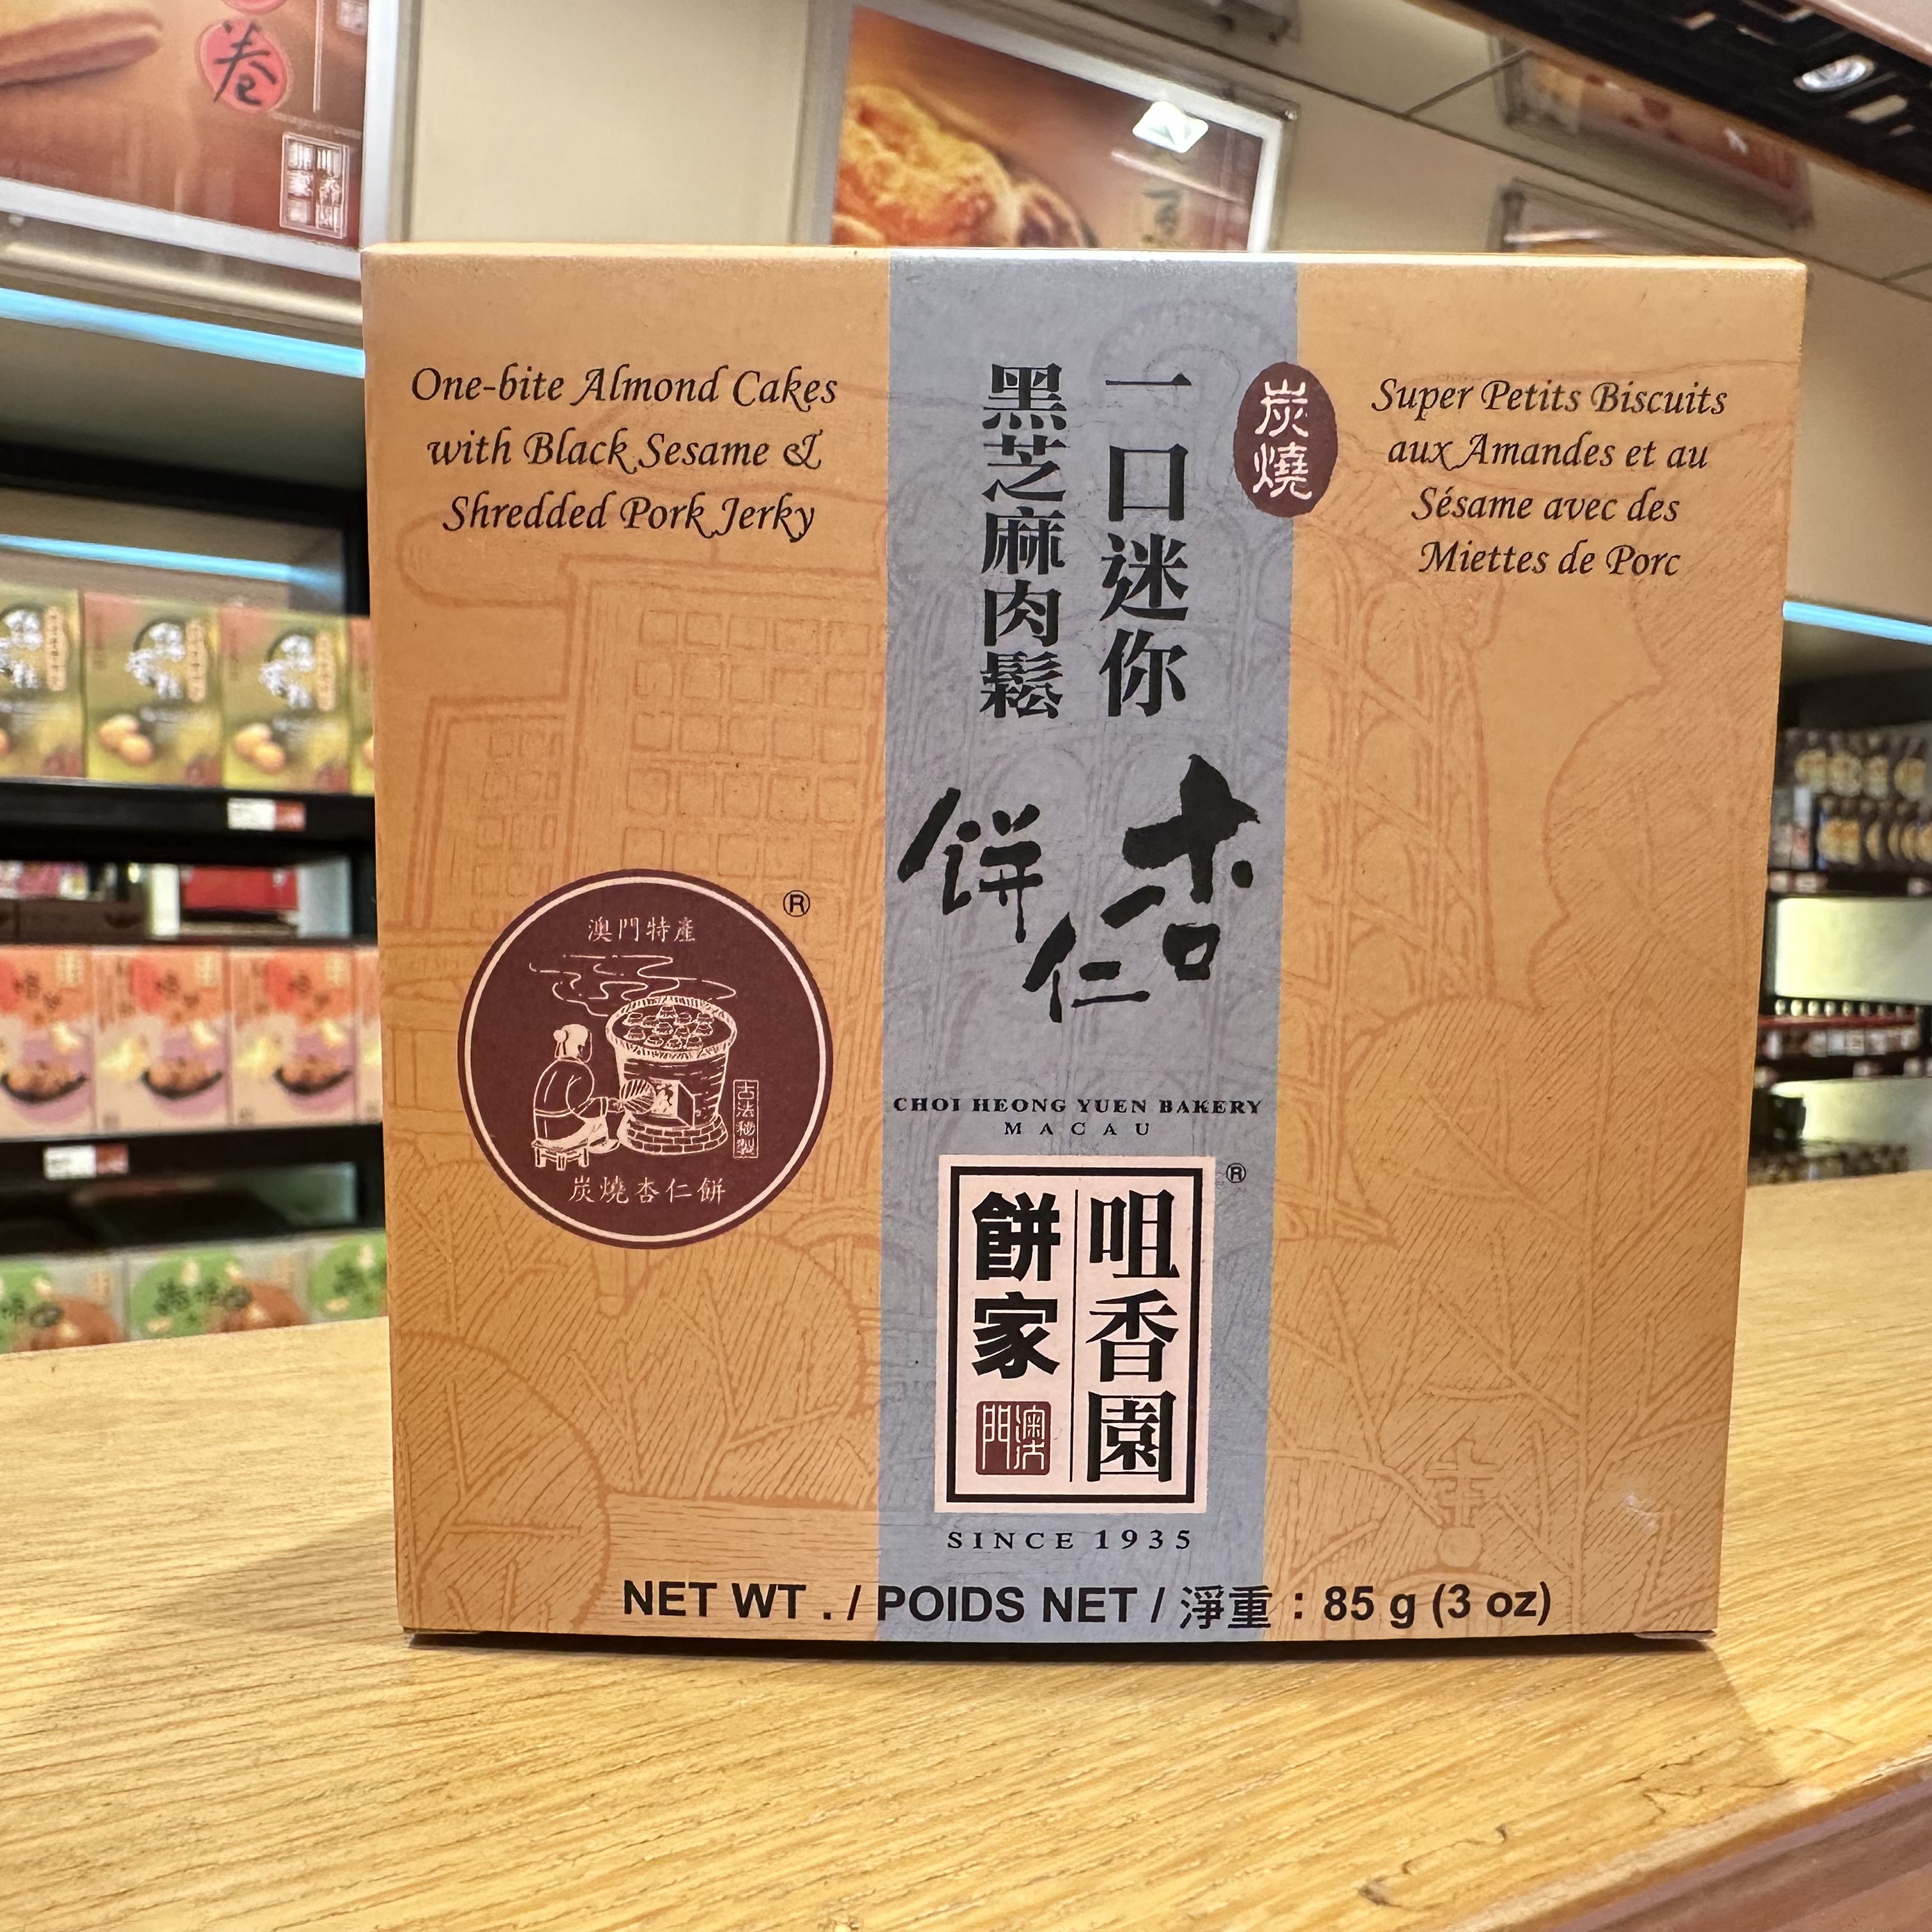 卷
One-bite Almond Cakes
with Black Sesame &
Shredded Pork Jerky
炭燒
一口迷你
黑芝麻肉鬆
杏仁餅
Super Petits Biscuits
aux Amandes et au
Sésame avec des
Miettes de Porc
®
澳門特產
古法秘製
炭燒杏仁餅
CHOI HEONG YUEN BAKERY
MACAU
®
咀香園
餅家
澳門
SINCE 1935
NET WT . / POIDS NET / 淨重：85 g (3 oz)